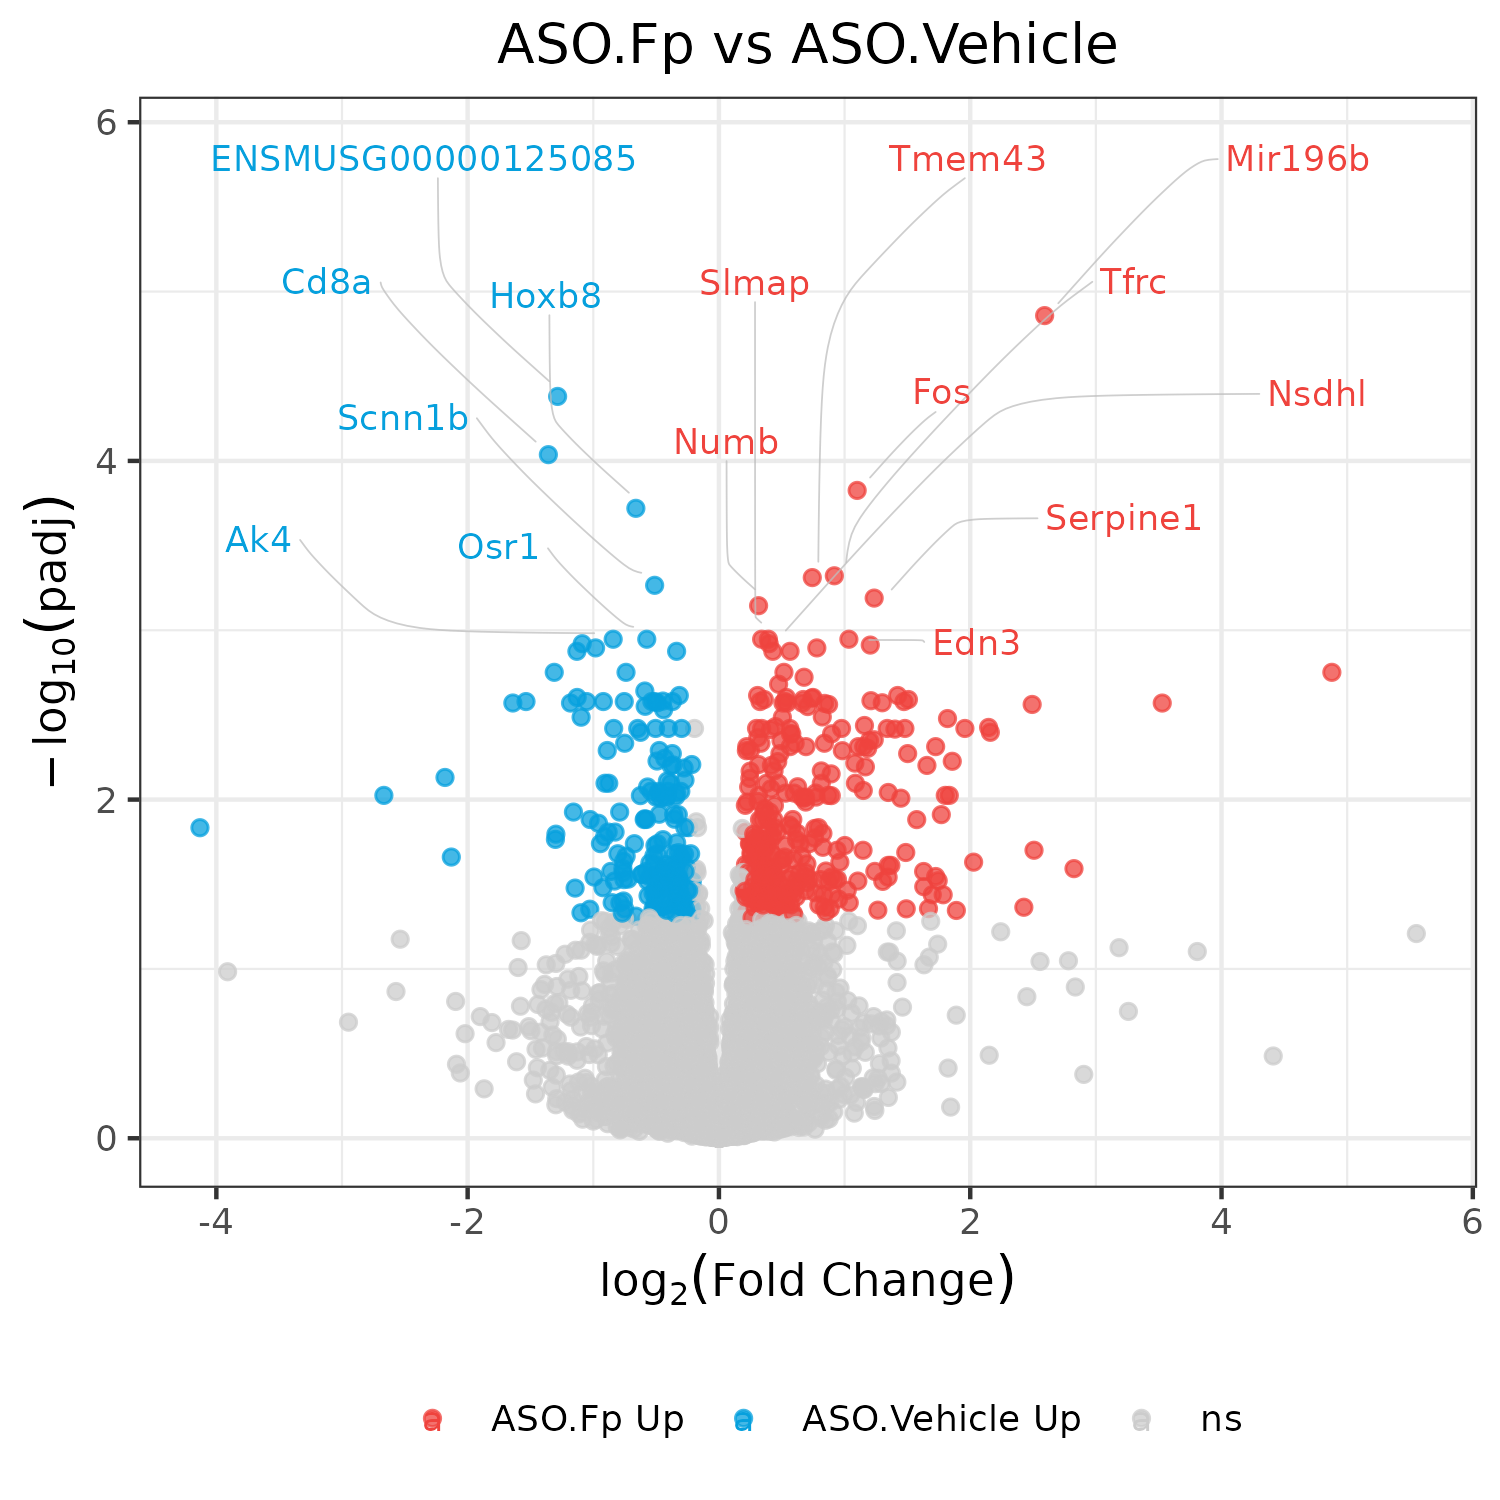 ASO.Fp vs ASO.Vehicle
6
ENSMUSG00000125085
Tmem43
Mir196b
Cd8a
Hoxb8
Slmap
Tfrc
Fos
Nsdhl
Scnn1b
Numb
4
Serpine1
Ak4
Osr1
Edn3
− log10(padj)
2
0
-4 -2 0 2 4 6
log2(Fold Change)
a ASO.Fp Up a ASO.Vehicle Up a ns